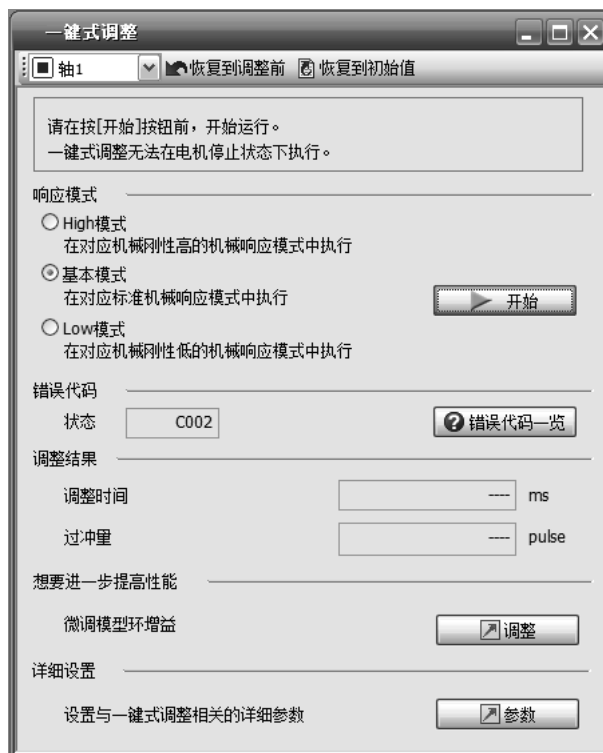 一键式调整
轴1 恢复到调整前 恢复到初始值
请在按[开始]按钮前，开始运行。
一键式调整无法在电机停止状态下执行。
响应模式
High模式
在对应机械刚性高的机械响应模式中执行
基本模式
在对应标准机械响应模式中执行
开始
Low模式
在对应机械刚性低的机械响应模式中执行
错误代码
状态 C002 错误代码一览
调整结果
调整时间 ---- ms
过冲量 ---- pulse
想要进一步提高性能
微调模型环增益 调整
详细设置
设置与一键式调整相关的详细参数 参数